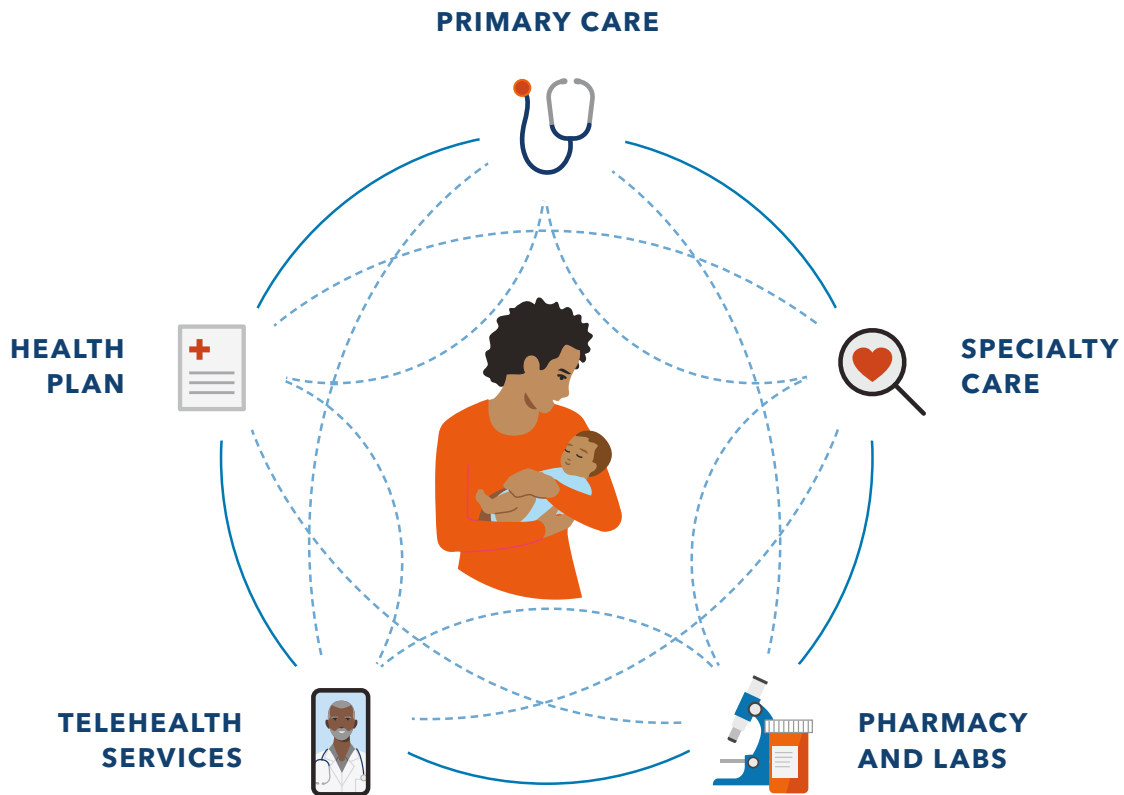 PRIMARY CARE
HEALTH
PLAN
SPECIALTY
CARE
TELEHEALTH
SERVICES
PHARMACY
AND LABS